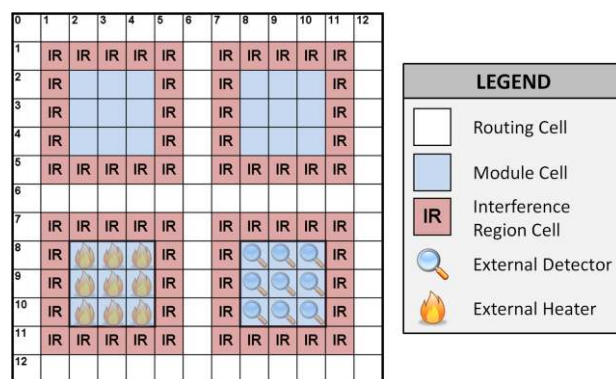 0 1 2 3 4 5 6 7 8 9 10 11 12
1 IR IR IR IR IR IR IR IR IR IR
2 IR IR IR IR
3 IR IR IR IR
4 IR IR IR IR
5 IR IR IR IR IR IR IR IR IR IR
6
7 IR IR IR IR IR IR IR IR IR IR
8 IR IR IR IR
9 IR IR IR IR
10 IR IR IR IR
11 IR IR IR IR IR IR IR IR IR IR
12
LEGEND
Routing Cell
Module Cell
IR Interference
Region Cell
External Detector
External Heater